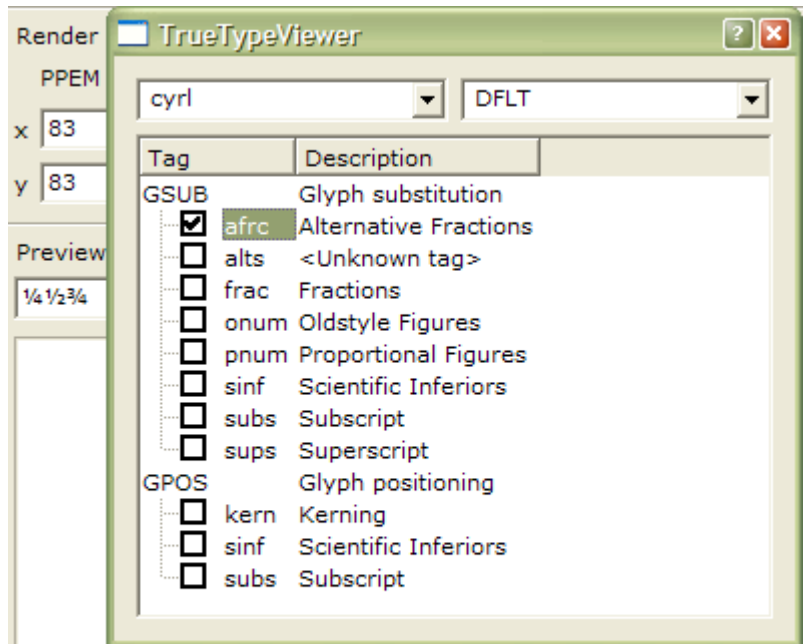 Render
PPEM
x 83
y 83
Preview
¼½¾
TrueTypeViewer
cyrl DFLT
Tag Description
GSUB Glyph substitution
afrc Alternative Fractions
alts <Unknown tag>
frac Fractions
onum Oldstyle Figures
pnum Proportional Figures
sinf Scientific Inferiors
subs Subscript
sups Superscript
GPOS Glyph positioning
kern Kerning
sinf Scientific Inferiors
subs Subscript